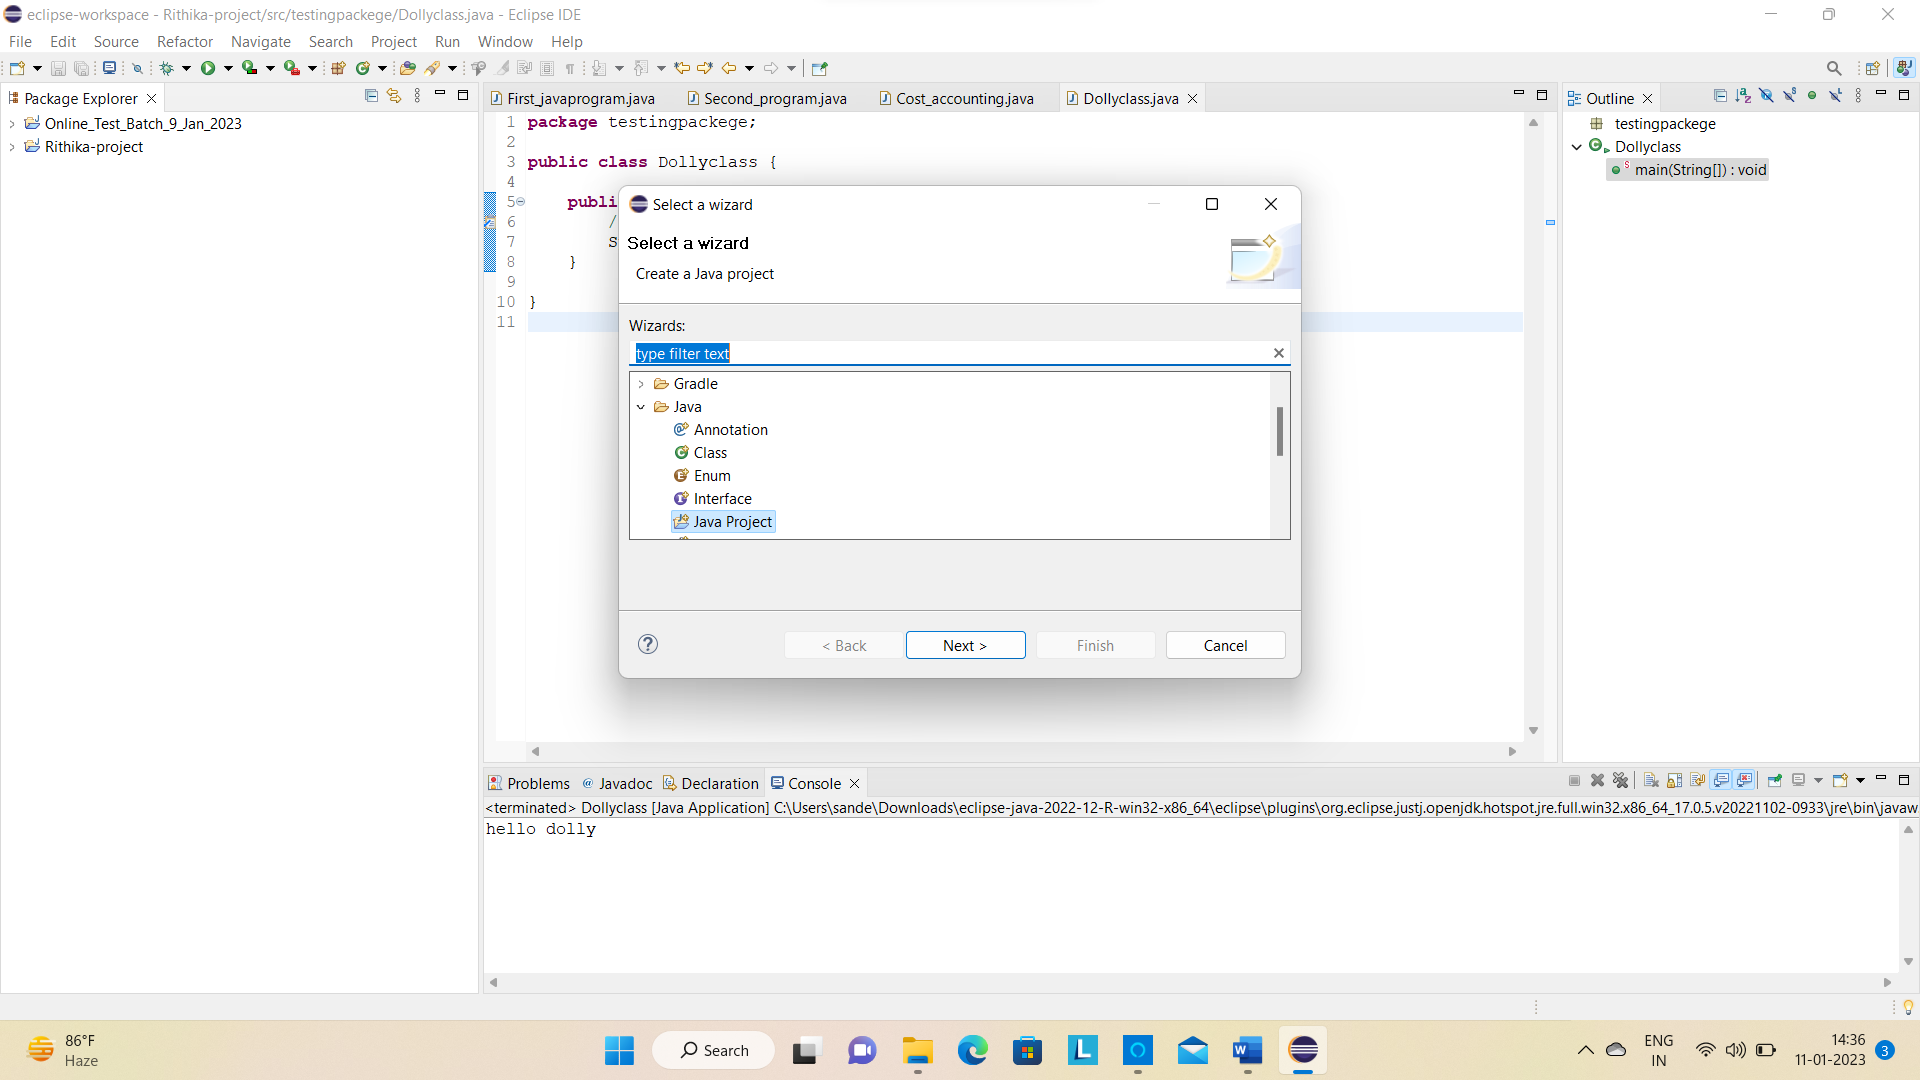 eclipse-workspace - Rithika-project/src/testingpackege/Dollyclass.java - Eclipse IDE
File Edit Source Refactor Navigate Search Project Run Window Help
Package Explorer
Online_Test_Batch_9_Jan_2023
Rithika-project
First_javaprogram.java Second_program.java Cost_accounting.java Dollyclass.java
1 package testingpackege;
2
3 public class Dollyclass {
4
5 publi
6 /
7 S
8 }
9
10 }
11
Outline
testingpackege
Dollyclass
main(String[]) : void
Select a wizard
Select a wizard
Create a Java project
Wizards:
type filter text
Gradle
Java
Annotation
Class
Enum
Interface
Java Project
< Back Next > Finish Cancel
Problems Javadoc Declaration Console
<terminated> Dollyclass [Java Application] C:\Users\sande\Downloads\eclipse-java-2022-12-R-win32-x86_64\eclipse\plugins\org.eclipse.justj.openjdk.hotspot.jre.full.win32.x86_64_17.0.5.v20221102-0933\jre\bin\javaw
hello dolly
86°F
Haze
Search
ENG
IN
14:36
11-01-2023
3